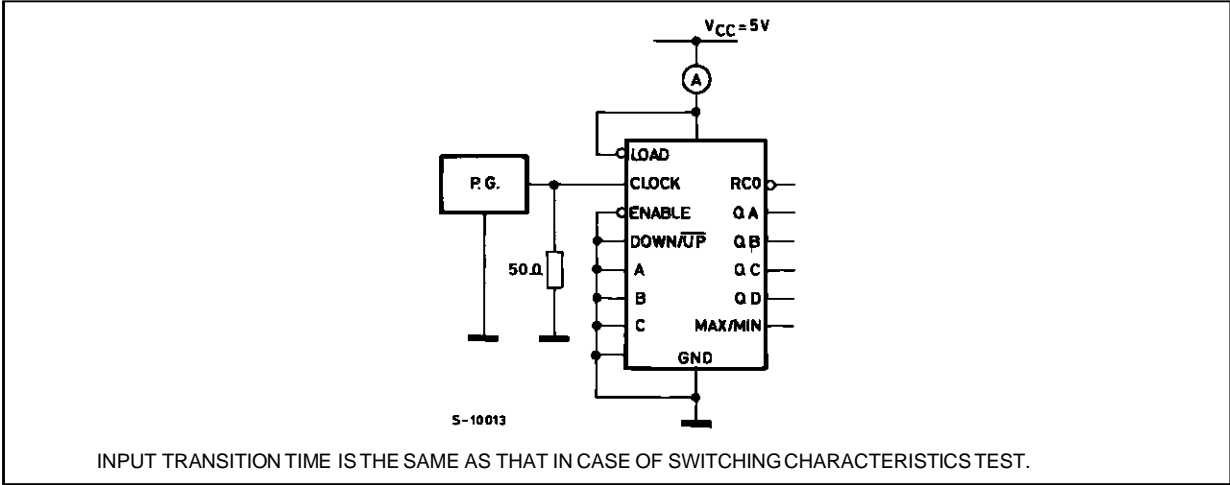 VCC=5V
A
LOAD
P.G.
CLOCK
RCO
ENABLE
QA
DOWN/UP
QB
50Ω
A
QC
B
QD
C
MAX/MIN
GND
S-10013
INPUT TRANSITION TIME IS THE SAME AS THAT IN CASE OF SWITCHING CHARACTERISTICS TEST.